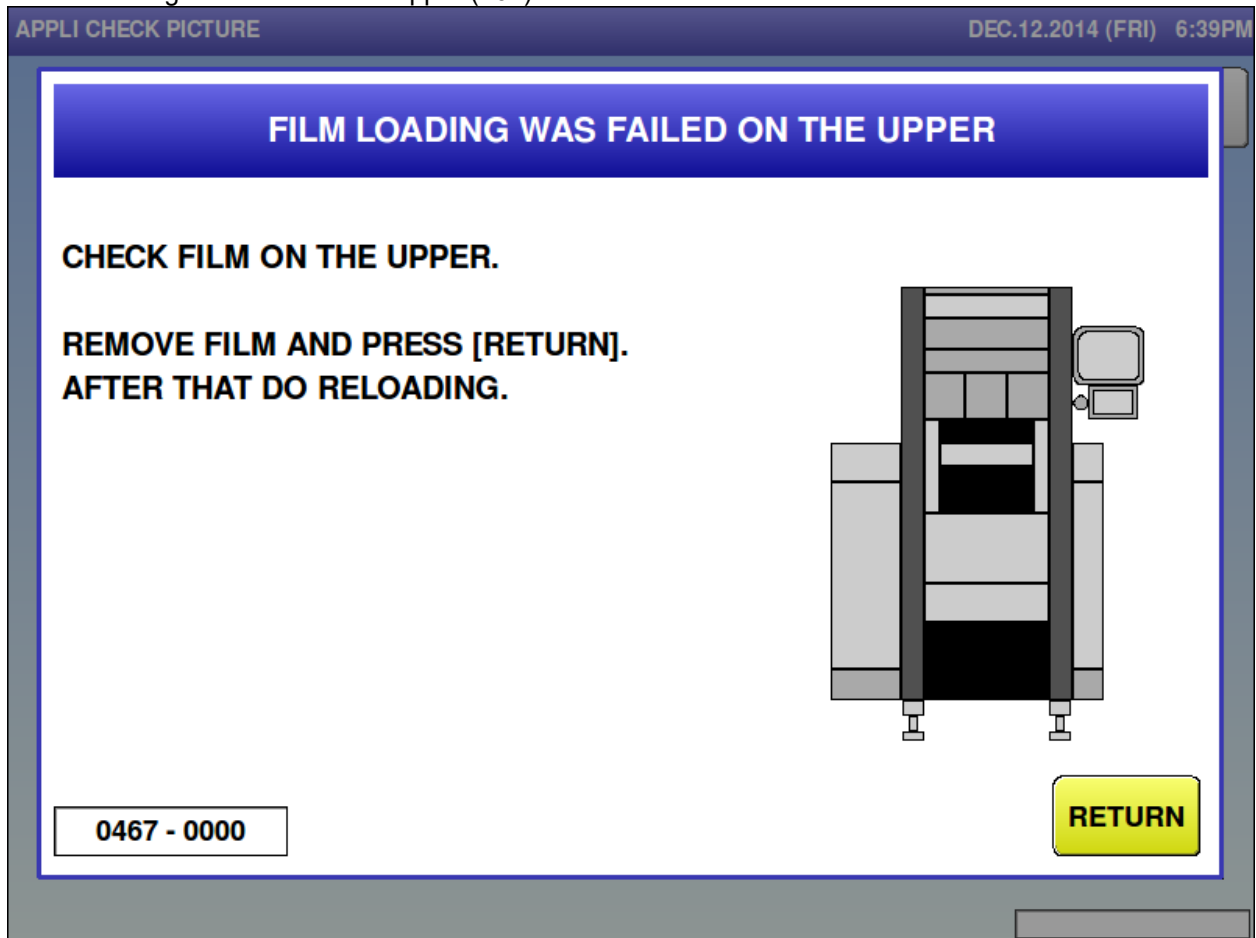 APPLI CHECK PICTURE DEC.12.2014 (FRI) 6:39PM
FILM LOADING WAS FAILED ON THE UPPER
CHECK FILM ON THE UPPER.
REMOVE FILM AND PRESS [RETURN].
AFTER THAT DO RELOADING.
0467 - 0000
RETURN